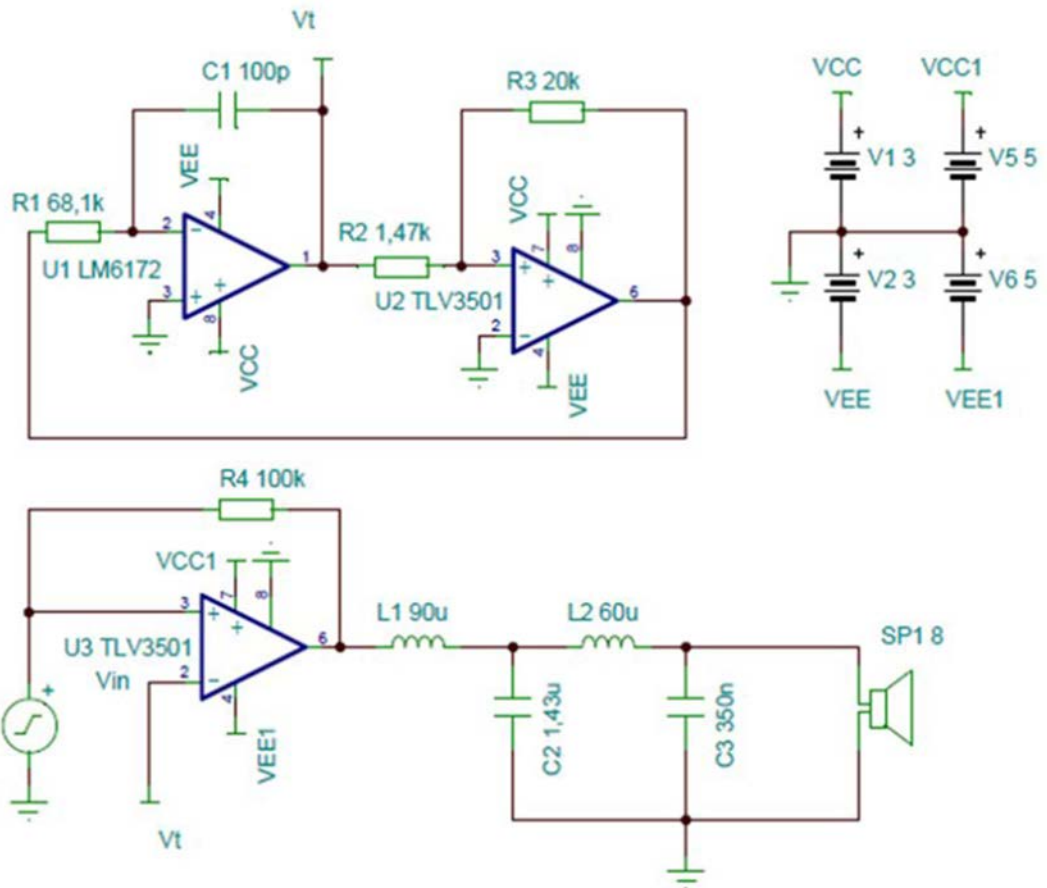 Vt
C1 100p
R3 20k
VCC
VCC1
VEE
4
+
V1 3
+
V5 5
R1 68,1k
2
-
VCC
7
8
R2 1,47k
1
3
+
+
U1 LM6172
3
+
+
8
U2 TLV3501
6
2
-
4
+
V2 3
+
V6 5
VCC
VEE
VEE
VEE1
R4 100k
VCC1
7
8
3
+
+
L1 90u
L2 60u
U3 TLV3501
6
SP1 8
Vin
2
-
4
+
C2 1,43u
C3 350n
VEE1
Vt